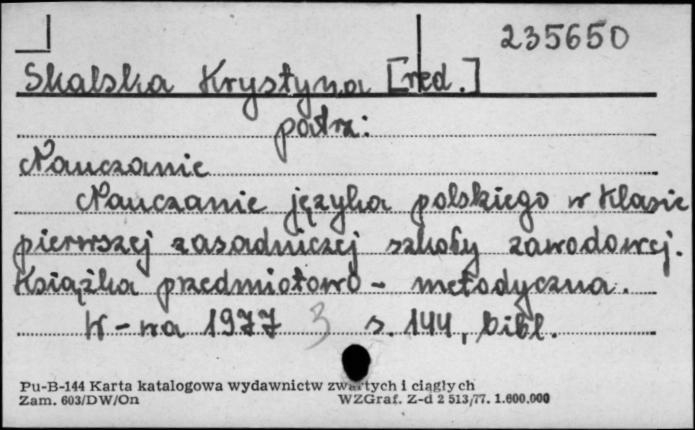 235650
Skalska Krystyna [red.]
patrz:
Nauczanie
Nauczanie języka polskiego w klasie
pierwszej zasadniczej szkoły zawodowej.
Książka przedmiotowo - metodyczna.
W-wa 1977 3 s. 144, bibl.
Pu-B-144 Karta katalogowa wydawnictw zwartych i ciągłych
Zam. 603/DW/On WZGraf. Z-d 2 513/77. 1.600.000